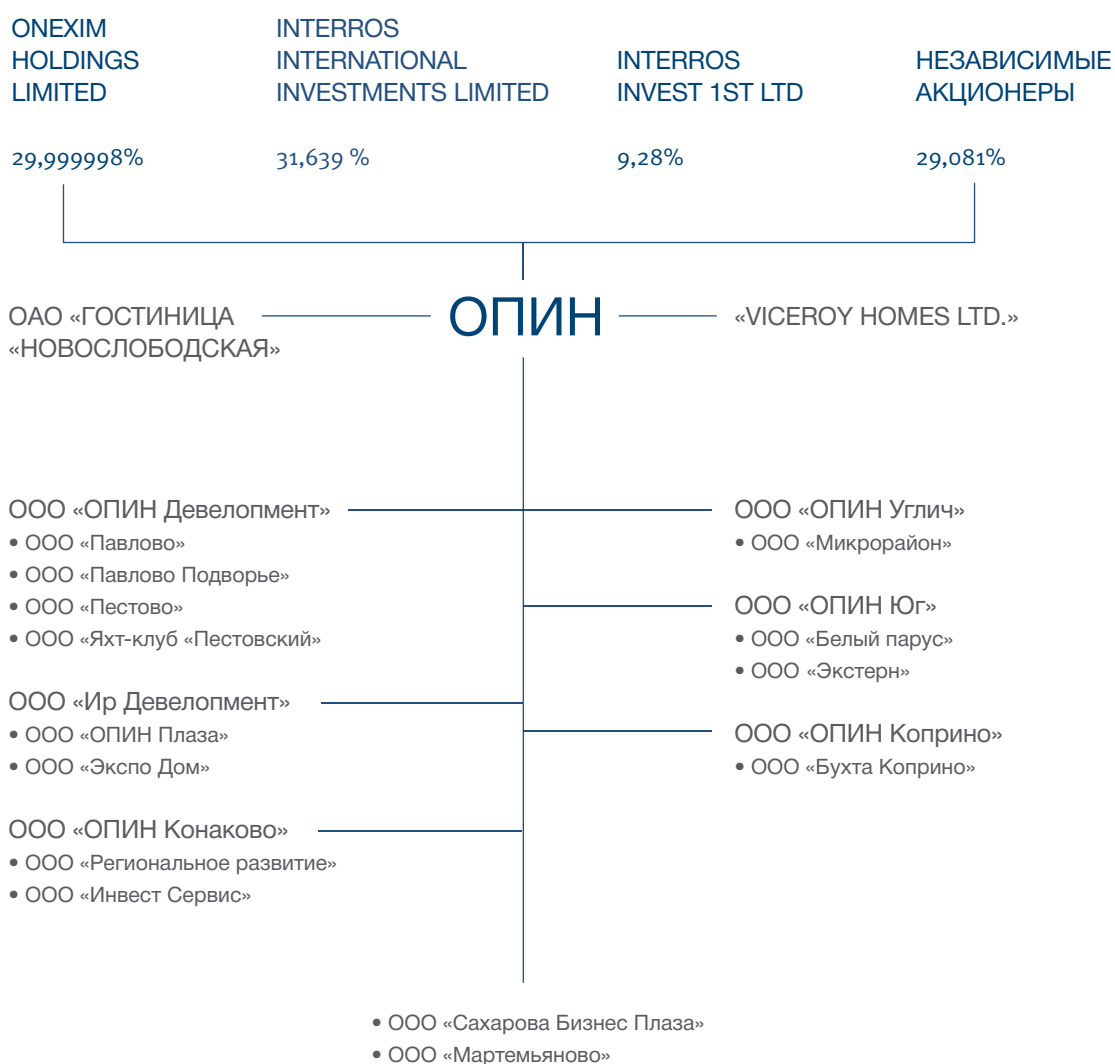 ONEXIM
HOLDINGS
LIMITED
29,999998%
INTERROS
INTERNATIONAL
INVESTMENTS LIMITED
31,639 %
INTERROS
INVEST 1ST LTD
9,28%
НЕЗАВИСИМЫЕ
АКЦИОНЕРЫ
29,081%
ОАО «ГОСТИНИЦА
«НОВОСЛОБОДСКАЯ»
ОПИН
«VICEROY HOMES LTD.»
ООО «ОПИН Девелопмент»
• ООО «Павлово»
• ООО «Павлово Подворье»
• ООО «Пестово»
• ООО «Яхт-клуб «Пестовский»
ООО «Ир Девелопмент»
• ООО «ОПИН Плаза»
• ООО «Экспо Дом»
ООО «ОПИН Конаково»
• ООО «Региональное развитие»
• ООО «Инвест Сервис»
ООО «ОПИН Углич»
• ООО «Микрорайон»
ООО «ОПИН Юг»
• ООО «Белый парус»
• ООО «Экстерн»
ООО «ОПИН Коприно»
• ООО «Бухта Коприно»
• ООО «Сахарова Бизнес Плаза»
• ООО «Мартемьяново»